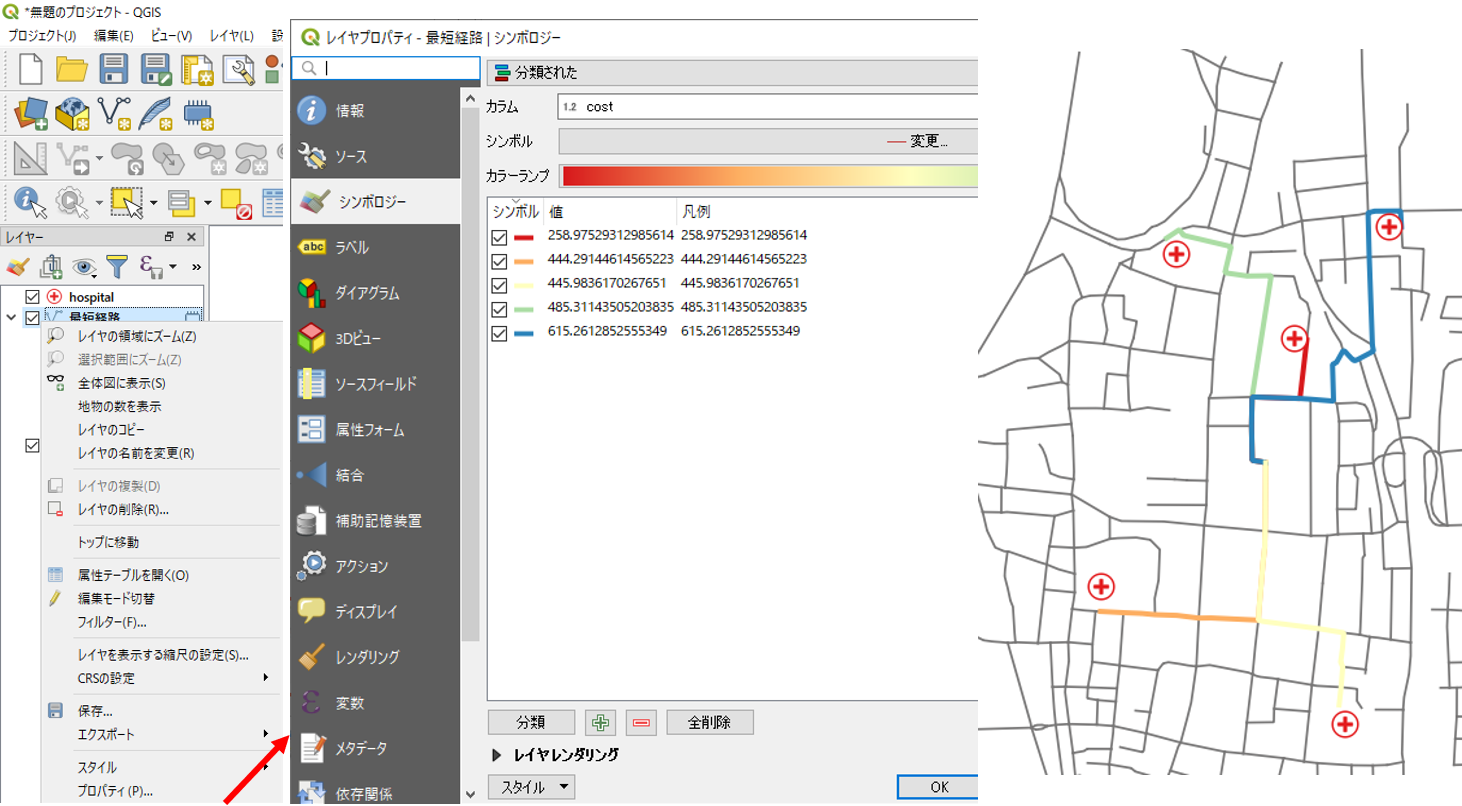 *無題のプロジェクト - QGIS
プロジェクト(J) 編集(E) ビュー(V) レイヤ(L) 設
レイヤー
hospital
最短経路
レイヤの領域にズーム(Z)
選択範囲にズーム(Z)
全体図に表示(S)
地物の数を表示
レイヤのコピー
レイヤの名前を変更(R)
レイヤの複製(D)
レイヤの削除(R)...
トップに移動
属性テーブルを開く(O)
編集モード切替
フィルター(F)...
レイヤを表示する縮尺の設定(S)...
CRSの設定
保存...
エクスポート
スタイル
プロパティ(P)...
レイヤプロパティ - 最短経路 | シンボロジー
情報
ソース
シンボロジー
abc ラベル
ダイアグラム
3Dビュー
ソースフィールド
属性フォーム
結合
補助記憶装置
アクション
ディスプレイ
レンダリング
変数
メタデータ
依存関係
分類された
カラム 1.2 cost
シンボル 変更...
カラーランプ
シンボル 値 凡例
258.97529312985614 258.97529312985614
444.29144614565223 444.29144614565223
445.9836170267651 445.9836170267651
485.31143505203835 485.31143505203835
615.2612852555349 615.2612852555349
分類 全削除
レイヤレンダリング
スタイル OK